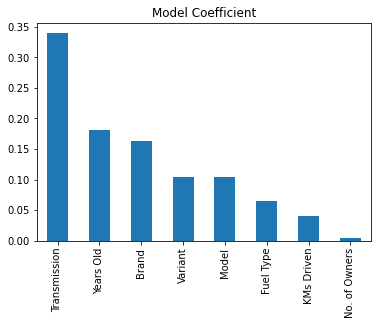 Model Coefficient
0.35
0.30
0.25
0.20
0.15
0.10
0.05
0.00
Transmission
Years Old
Brand
Variant
Model
Fuel Type
KMs Driven
No. of Owners